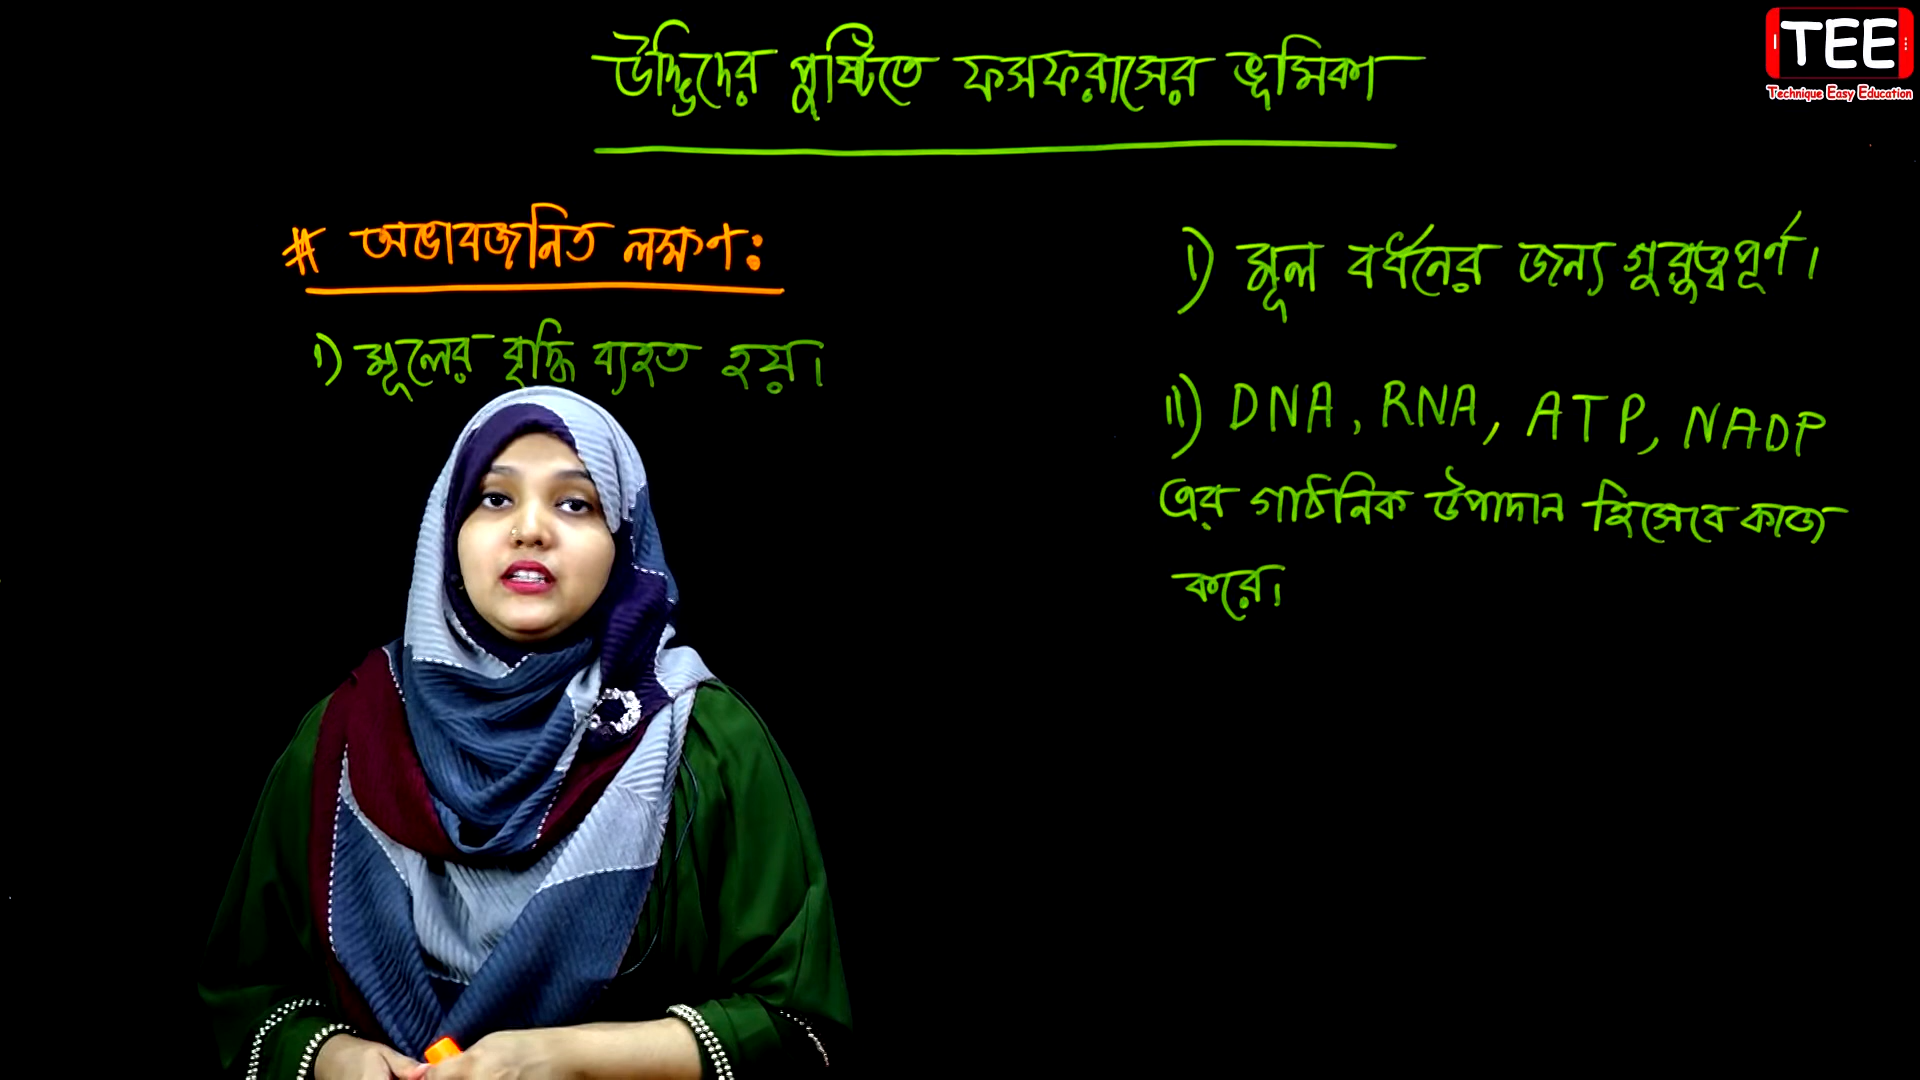 উদ্ভিদের পুষ্টিতে ফসফরাসের ভূমিকা
TEE
Technique Easy Education
# অভাবজনিত লক্ষণ:
i) মূলের বৃদ্ধি ব্যহত হয়।
i) মূল বর্ধনের জন্য গুরুত্বপূর্ণ।
ii) DNA, RNA, ATP, NADP
এর গাঠনিক উপাদান হিসেবে কাজ
করে।